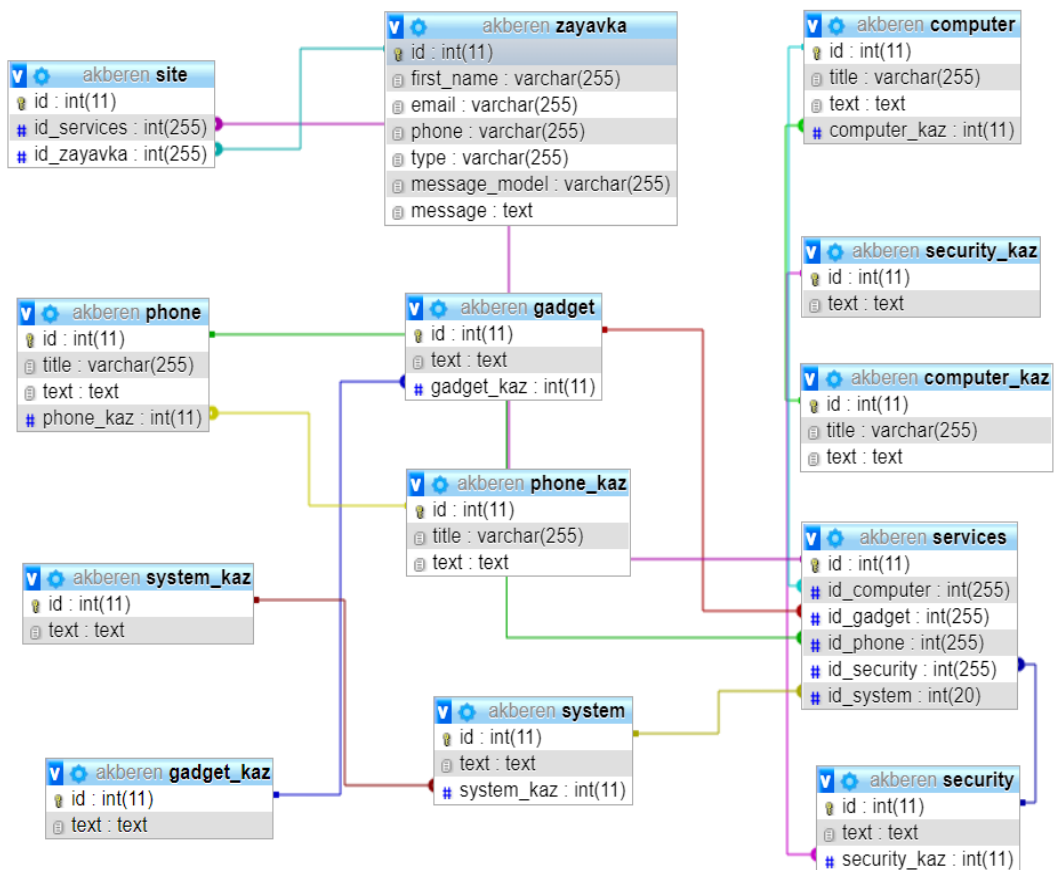 akberen site
id : int(11)
id_services : int(255)
id_zayavka : int(255)
akberen zayavka
id : int(11)
first_name : varchar(255)
email : varchar(255)
phone : varchar(255)
type : varchar(255)
message_model : varchar(255)
message : text
akberen computer
id : int(11)
title : varchar(255)
text : text
computer_kaz : int(11)
akberen security_kaz
id : int(11)
text : text
akberen phone
id : int(11)
title : varchar(255)
text : text
phone_kaz : int(11)
akberen gadget
id : int(11)
text : text
gadget_kaz : int(11)
akberen computer_kaz
id : int(11)
title : varchar(255)
text : text
akberen phone_kaz
id : int(11)
title : varchar(255)
text : text
akberen services
id : int(11)
id_computer : int(255)
id_gadget : int(255)
id_phone : int(255)
id_security : int(255)
id_system : int(20)
akberen system_kaz
id : int(11)
text : text
akberen system
id : int(11)
text : text
system_kaz : int(11)
akberen gadget_kaz
id : int(11)
text : text
akberen security
id : int(11)
text : text
security_kaz : int(11)